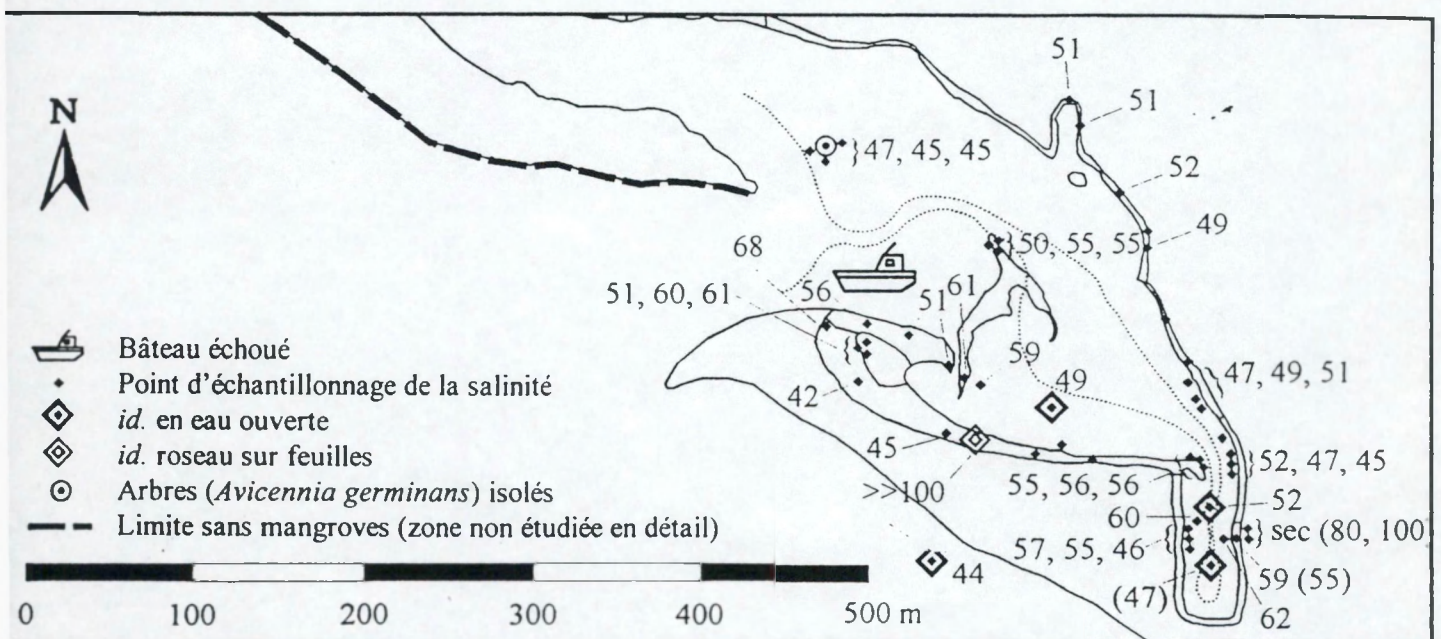 51
N
51
47, 45, 45
52
49
68
50, 55, 55
51, 60, 61
56
51
61
59
49
47, 49, 51
Bâteau échoué
Point d'échantillonnage de la salinité
id. en eau ouverte
id. roseau sur feuilles
Arbres (Avicennia germinans) isolés
Limite sans mangroves (zone non étudiée en détail)
42
45
>>100
55, 56, 56
52, 47, 45
52
60
sec (80, 100
57, 55, 46
44
(47)
59 (55)
62
0 100 200 300 400 500 m